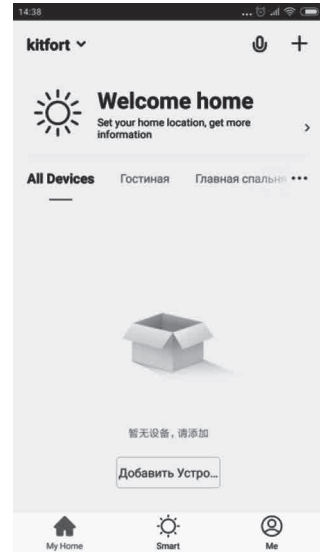 14:38
kitfort
Welcome home
Set your home location, get more
information
All Devices Гостиная Главная спальня
暂无设备，请添加
Добавить Устро...
My Home Smart Me